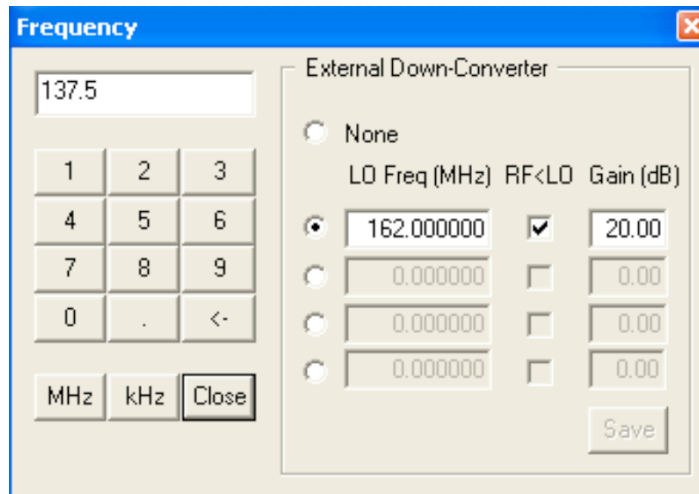 Frequency
137.5
1 2 3
4 5 6
7 8 9
0 . <-
MHz kHz Close
External Down-Converter
None
LO Freq (MHz) RF<LO Gain (dB)
162.000000 20.00
0.000000 0.00
0.000000 0.00
0.000000 0.00
Save